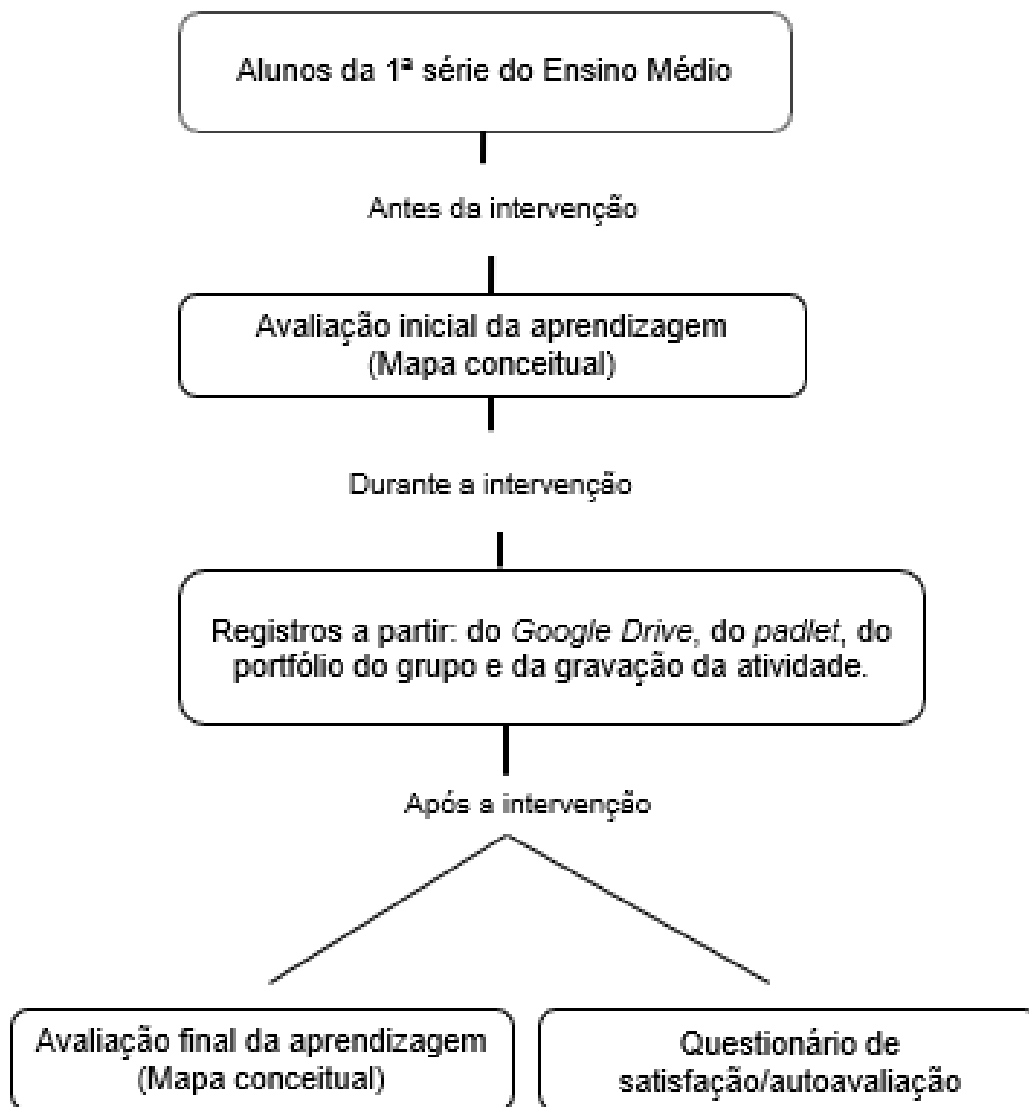 Alunos da 1ª série do Ensino Médio
Antes da intervenção
Avaliação inicial da aprendizagem
(Mapa conceitual)
Durante a intervenção
Registros a partir: do Google Drive, do padlet, do
portfólio do grupo e da gravação da atividade.
Após a intervenção
Avaliação final da aprendizagem
(Mapa conceitual)
Questionário de
satisfação/autoavaliação